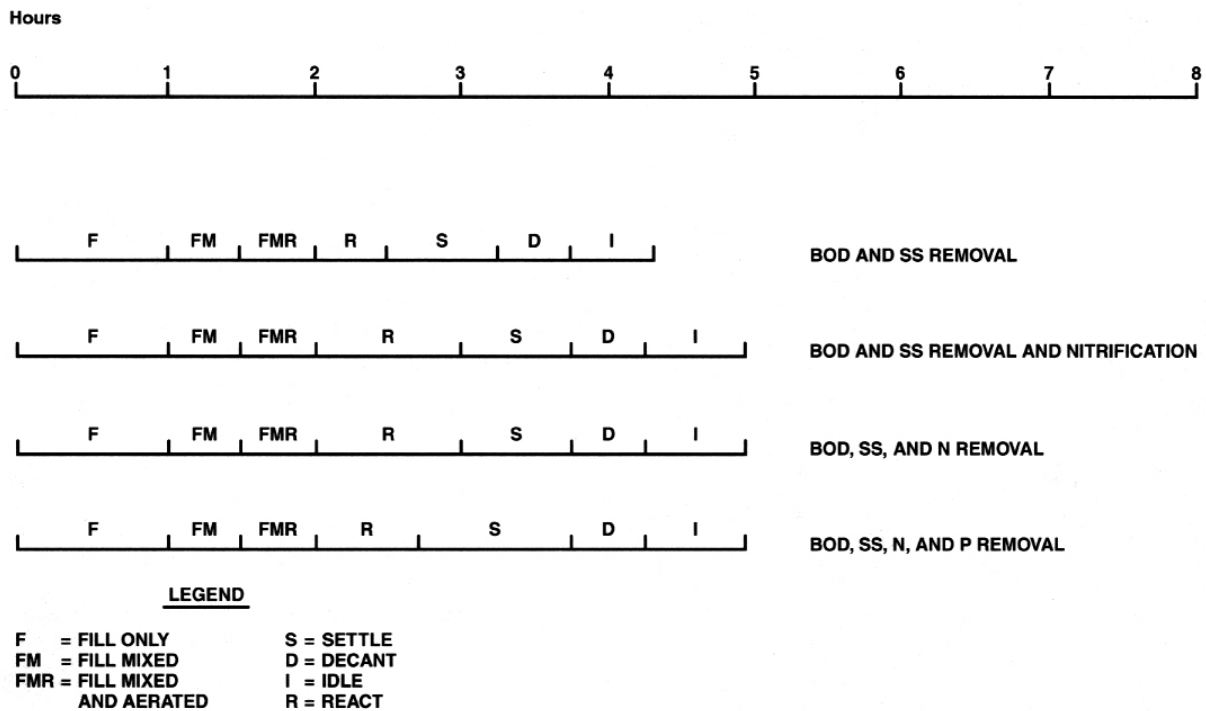 Hours
0 1 2 3 4 5 6 7 8
F FM FMR R S D I
BOD AND SS REMOVAL
F FM FMR R S D I
BOD AND SS REMOVAL AND NITRIFICATION
F FM FMR R S D I
BOD, SS, AND N REMOVAL
F FM FMR R S D I
BOD, SS, N, AND P REMOVAL
LEGEND
F = FILL ONLY
FM = FILL MIXED
FMR = FILL MIXED
AND AERATED
S = SETTLE
D = DECANT
I = IDLE
R = REACT